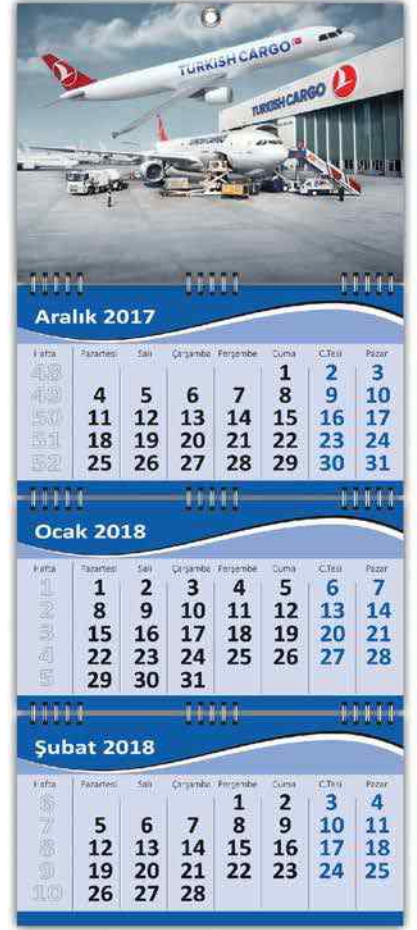 TURKISH CARGO
TURKISH CARGO
Aralık 2017
Hafta Pazartesi Salı Çarşamba Perşembe Cuma C.Tesi Pazar
48 1 2 3
49 4 5 6 7 8 9 10
50 11 12 13 14 15 16 17
51 18 19 20 21 22 23 24
52 25 26 27 28 29 30 31
Ocak 2018
Hafta Pazartesi Salı Çarşamba Perşembe Cuma C.Tesi Pazar
1 1 2 3 4 5 6 7
2 8 9 10 11 12 13 14
3 15 16 17 18 19 20 21
4 22 23 24 25 26 27 28
5 29 30 31
Şubat 2018
Hafta Pazartesi Salı Çarşamba Perşembe Cuma C.Tesi Pazar
6 1 2 3 4
7 5 6 7 8 9 10 11
8 12 13 14 15 16 17 18
9 19 20 21 22 23 24 25
10 26 27 28